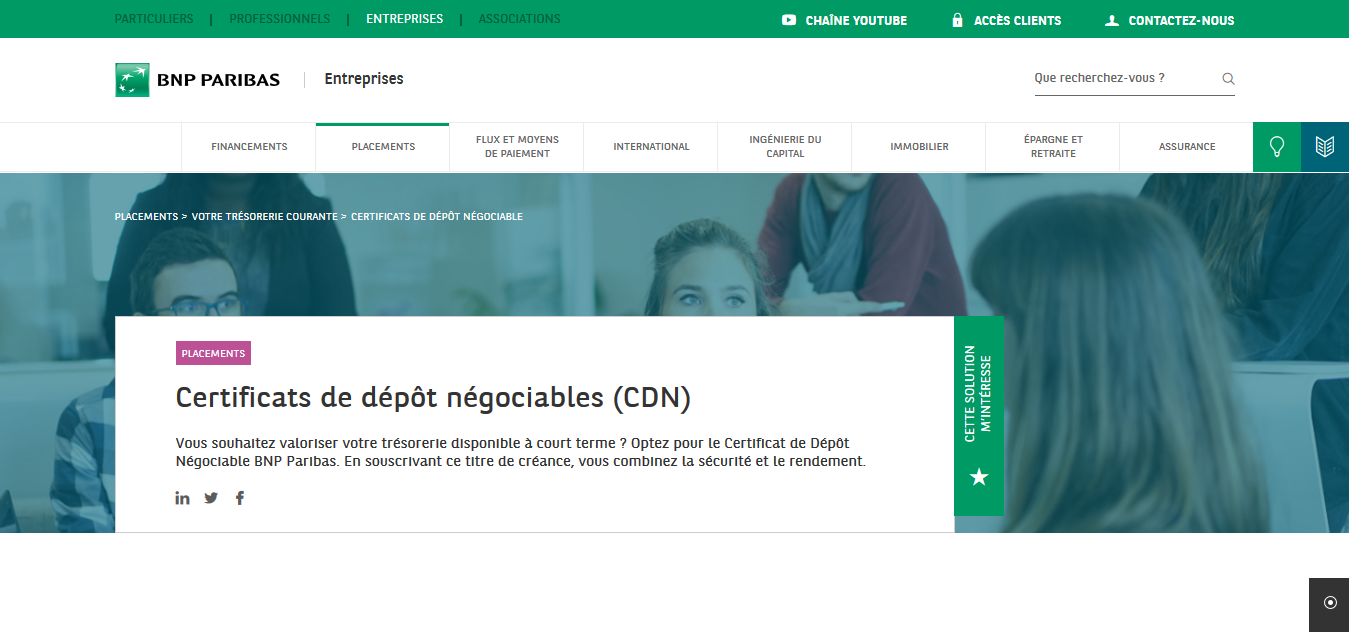 PARTICULIERS | PROFESSIONNELS | ENTREPRISES | ASSOCIATIONS
CHAÎNE YOUTUBE ACCÈS CLIENTS CONTACTEZ-NOUS
BNP PARIBAS Entreprises
Que recherchez-vous ?
FINANCEMENTS
PLACEMENTS
FLUX ET MOYENS
DE PAIEMENT
INTERNATIONAL
INGÉNIERIE DU
CAPITAL
IMMOBILIER
ÉPARGNE ET
RETRAITE
ASSURANCE
PLACEMENTS > VOTRE TRÉSORERIE COURANTE > CERTIFICATS DE DÉPÔT NÉGOCIABLE
PLACEMENTS
Certificats de dépôt négociables (CDN)
Vous souhaitez valoriser votre trésorerie disponible à court terme ? Optez pour le Certificat de Dépôt
Négociable BNP Paribas. En souscrivant ce titre de créance, vous combinez la sécurité et le rendement.
CETTE SOLUTION
M'INTÉRESSE